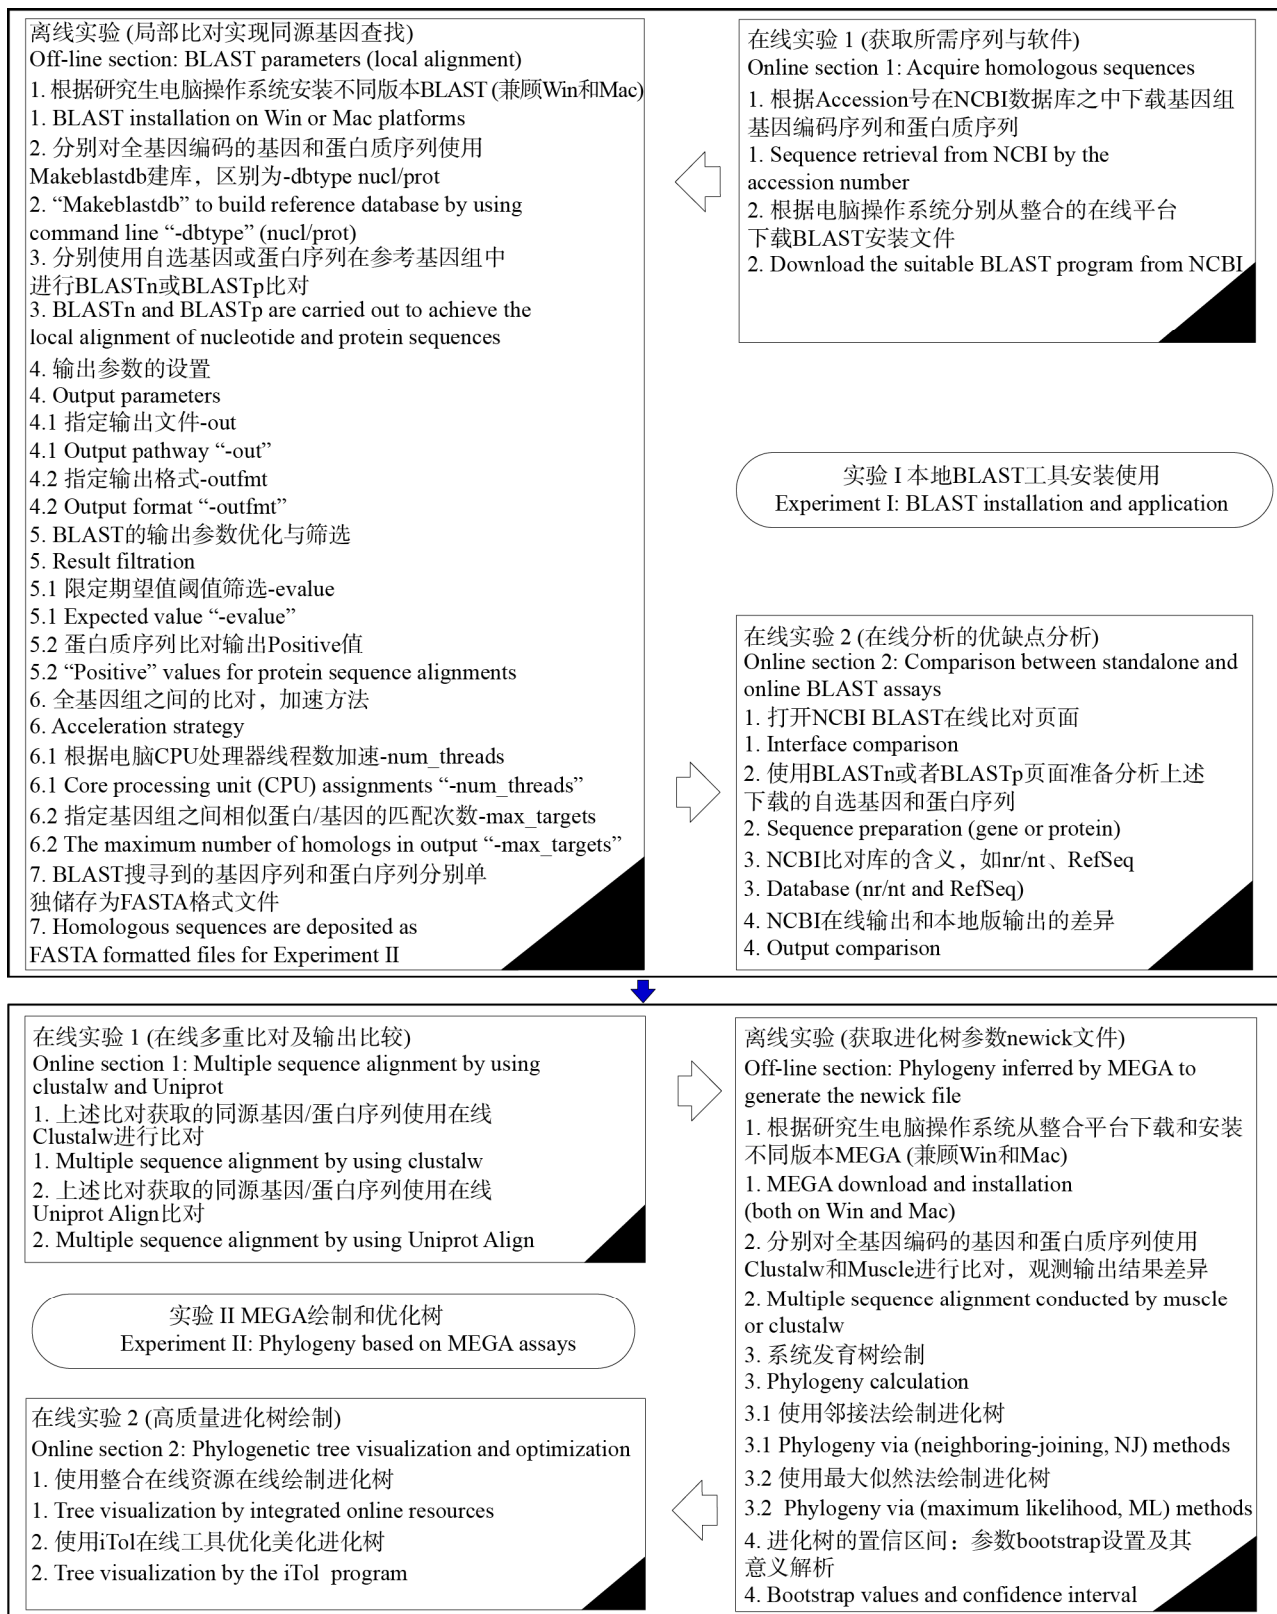 离线实验 (局部比对实现同源基因查找)
Off-line section: BLAST parameters (local alignment)
1. 根据研究生电脑操作系统安装不同版本BLAST (兼顾Win和Mac)
1. BLAST installation on Win or Mac platforms
2. 分别对全基因编码的基因和蛋白质序列使用
Makeblastdb建库，区别为-dbtype nucl/prot
2. “Makeblastdb” to build reference database by using
command line “-dbtype” (nucl/prot)
3. 分别使用自选基因或蛋白序列在参考基因组中
进行BLASTn或BLASTp比对
3. BLASTn and BLASTp are carried out to achieve the
local alignment of nucleotide and protein sequences
4. 输出参数的设置
4. Output parameters
4.1 指定输出文件-out
4.1 Output pathway “-out”
4.2 指定输出格式-outfmt
4.2 Output format “-outfmt”
5. BLAST的输出参数优化与筛选
5. Result filtration
5.1 限定期望值阈值筛选-evalue
5.1 Expected value “-evalue”
5.2 蛋白质序列比对输出Positive值
5.2 “Positive” values for protein sequence alignments
6. 全基因组之间的比对，加速方法
6. Acceleration strategy
6.1 根据电脑CPU处理器线程数加速-num_threads
6.1 Core processing unit (CPU) assignments “-num_threads”
6.2 指定基因组之间相似蛋白/基因的匹配次数-max_targets
6.2 The maximum number of homologs in output “-max_targets”
7. BLAST搜寻到的基因序列和蛋白序列分别单
独储存为FASTA格式文件
7. Homologous sequences are deposited as
FASTA formatted files for Experiment II
在线实验 1 (获取所需序列与软件)
Online section 1: Acquire homologous sequences
1. 根据Accession号在NCBI数据库之中下载基因组
基因编码序列和蛋白质序列
1. Sequence retrieval from NCBI by the
accession number
2. 根据电脑操作系统分别从整合的在线平台
下载BLAST安装文件
2. Download the suitable BLAST program from NCBI
实验 I 本地BLAST工具安装使用
Experiment I: BLAST installation and application
在线实验 2 (在线分析的优缺点分析)
Online section 2: Comparison between standalone and
online BLAST assays
1. 打开NCBI BLAST在线比对页面
1. Interface comparison
2. 使用BLASTn或者BLASTp页面准备分析上述
下载的自选基因和蛋白序列
2. Sequence preparation (gene or protein)
3. NCBI比对库的含义，如nr/nt、RefSeq
3. Database (nr/nt and RefSeq)
4. NCBI在线输出和本地版输出的差异
4. Output comparison
在线实验 1 (在线多重比对及输出比较)
Online section 1: Multiple sequence alignment by using
clustalw and Uniprot
1. 上述比对获取的同源基因/蛋白序列使用在线
Clustalw进行比对
1. Multiple sequence alignment by using clustalw
2. 上述比对获取的同源基因/蛋白序列使用在线
Uniprot Align比对
2. Multiple sequence alignment by using Uniprot Align
实验 II MEGA绘制和优化树
Experiment II: Phylogeny based on MEGA assays
在线实验 2 (高质量进化树绘制)
Online section 2: Phylogenetic tree visualization and optimization
1. 使用整合在线资源在线绘制进化树
1. Tree visualization by integrated online resources
2. 使用iTol在线工具优化美化进化树
2. Tree visualization by the iTol program
离线实验 (获取进化树参数newick文件)
Off-line section: Phylogeny inferred by MEGA to
generate the newick file
1. 根据研究生电脑操作系统从整合平台下载和安装
不同版本MEGA (兼顾Win和Mac)
1. MEGA download and installation
(both on Win and Mac)
2. 分别对全基因编码的基因和蛋白质序列使用
Clustalw和Muscle进行比对，观测输出结果差异
2. Multiple sequence alignment conducted by muscle
or clustalw
3. 系统发育树绘制
3. Phylogeny calculation
3.1 使用邻接法绘制进化树
3.1 Phylogeny via (neighboring-joining, NJ) methods
3.2 使用最大似然法绘制进化树
3.2 Phylogeny via (maximum likelihood, ML) methods
4. 进化树的置信区间：参数bootstrap设置及其
意义解析
4. Bootstrap values and confidence interval